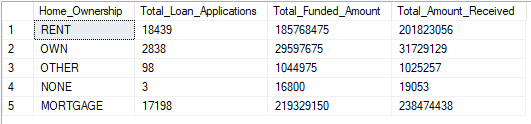 Home_Ownership Total_Loan_Applications Total_Funded_Amount Total_Amount_Received
1 RENT 18439 185768475 201823056
2 OWN 2838 29597675 31729129
3 OTHER 98 1044975 1025257
4 NONE 3 16800 19053
5 MORTGAGE 17198 219329150 238474438